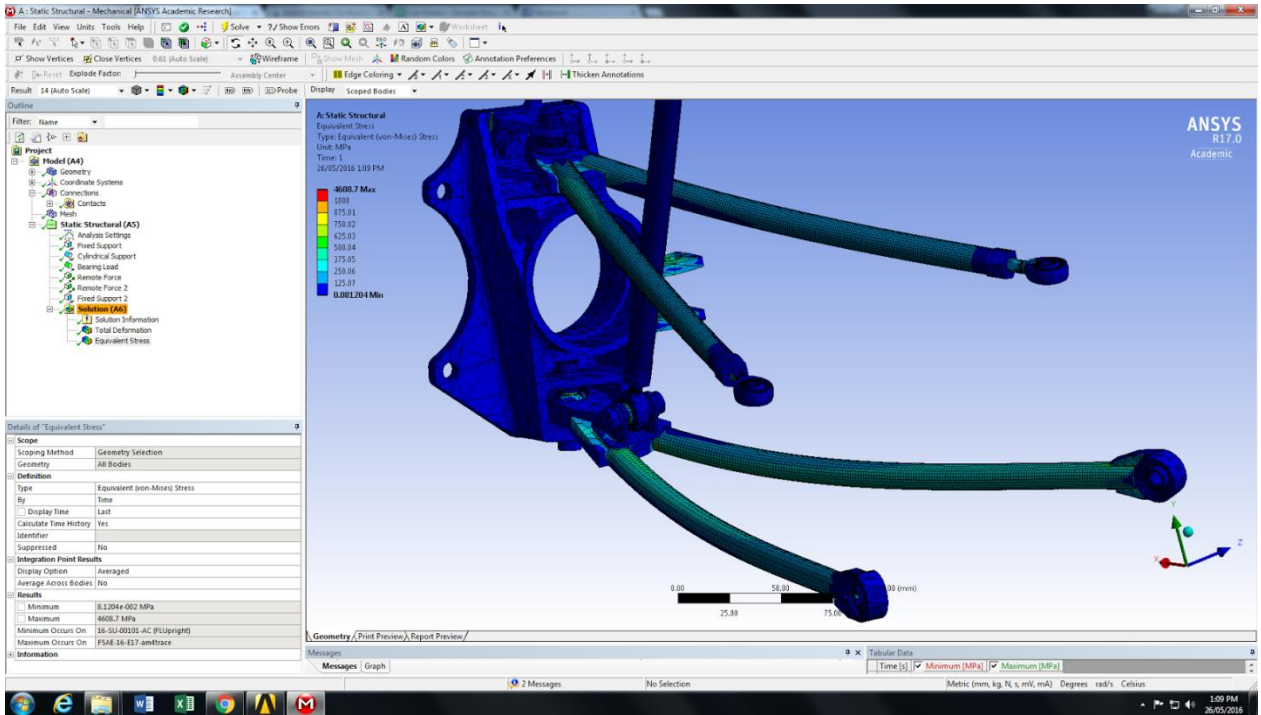 A : Static Structural - Mechanical [ANSYS Academic Research]
File Edit View Units Tools Help Solve ?/ Show Errors Worksheet
Show Vertices Close Vertices 0.61 (Auto Scale) Wireframe Show Mesh Random Colors Annotation Preferences
Reset Explode Factor: Assembly Center Edge Coloring Thicken Annotations
Result 14 (Auto Scale) Probe Display Scoped Bodies
Outline
Filter: Name
Project
Model (A4)
Geometry
Coordinate Systems
Connections
Contacts
Mesh
Static Structural (A5)
Analysis Settings
Fixed Support
Cylindrical Support
Bearing Load
Remote Force
Remote Force 2
Fixed Support 2
Solution (A6)
Solution Information
Total Deformation
Equivalent Stress
Details of "Equivalent Stress"
Scope
Scoping Method Geometry Selection
Geometry All Bodies
Definition
Type Equivalent (von-Mises) Stress
By Time
Display Time Last
Calculate Time History Yes
Identifier
Suppressed No
Integration Point Results
Display Option Averaged
Average Across Bodies No
Results
Minimum 8.1204e-002 MPa
Maximum 4608.7 MPa
Minimum Occurs On 16-SU-00101-AC (FLUpright)
Maximum Occurs On FSAE-16-E17-am4trace
Information
A: Static Structural
Equivalent Stress
Type: Equivalent (von-Mises) Stress
Unit: MPa
Time: 1
26/05/2016 1:09 PM
4608.7 Max
1000
875.01
750.02
625.03
500.04
375.05
250.06
125.07
0.081204 Min
ANSYS
R17.0
Academic
Y
Z
X
0.00 50.00 (mm)
25.00 75.00
Geometry Print Preview Report Preview
Messages
Messages Graph
Tabular Data
Time [s] Minimum [MPa] Maximum [MPa]
2 Messages No Selection Metric (mm, kg, N, s, mV, mA) Degrees rad/s Celsius
1:09 PM
26/05/2016